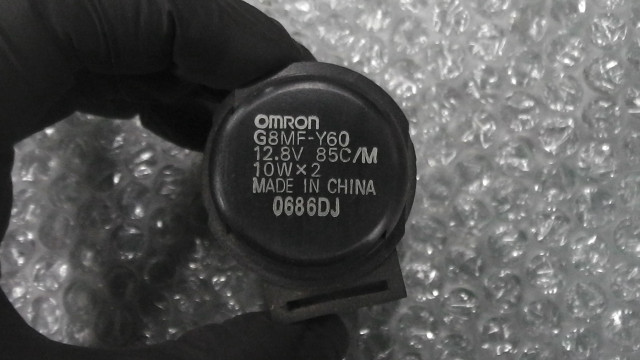 OMRON
G8MF-Y60
12.8V 85C/M
10W×2
MADE IN CHINA
0686DJ